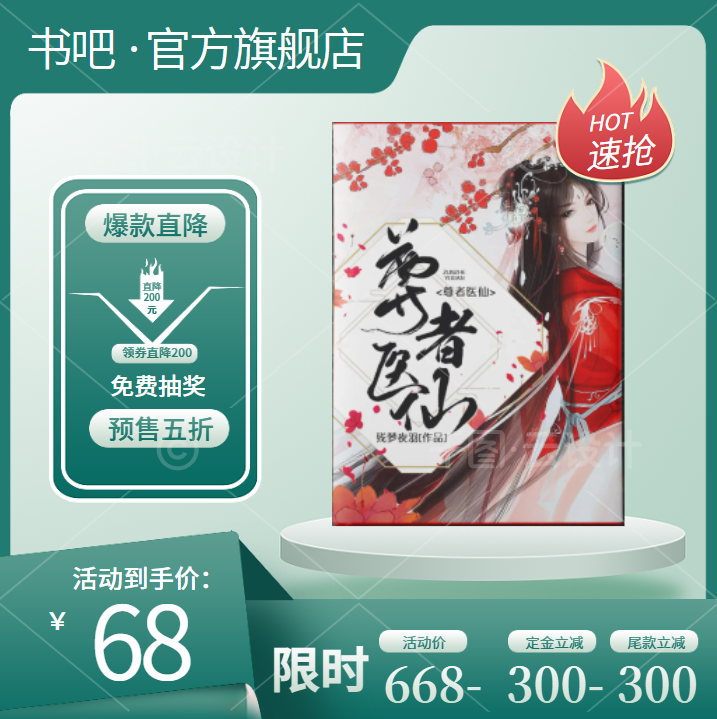 书吧·官方旗舰店
HOT
速抢
爆款直降
直降
200
元
领券直降200
免费抽奖
预售五折
尊者医仙
<尊者医仙>
残梦夜羽[作品]
活动到手价：
¥ 68
限时
活动价 定金立减 尾款立减
668- 300- 300